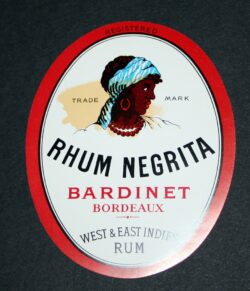 REGISTERED
TRADE MARK
RHUM NEGRITA
BARDINET
BORDEAUX
WEST & EAST INDIES
RUM